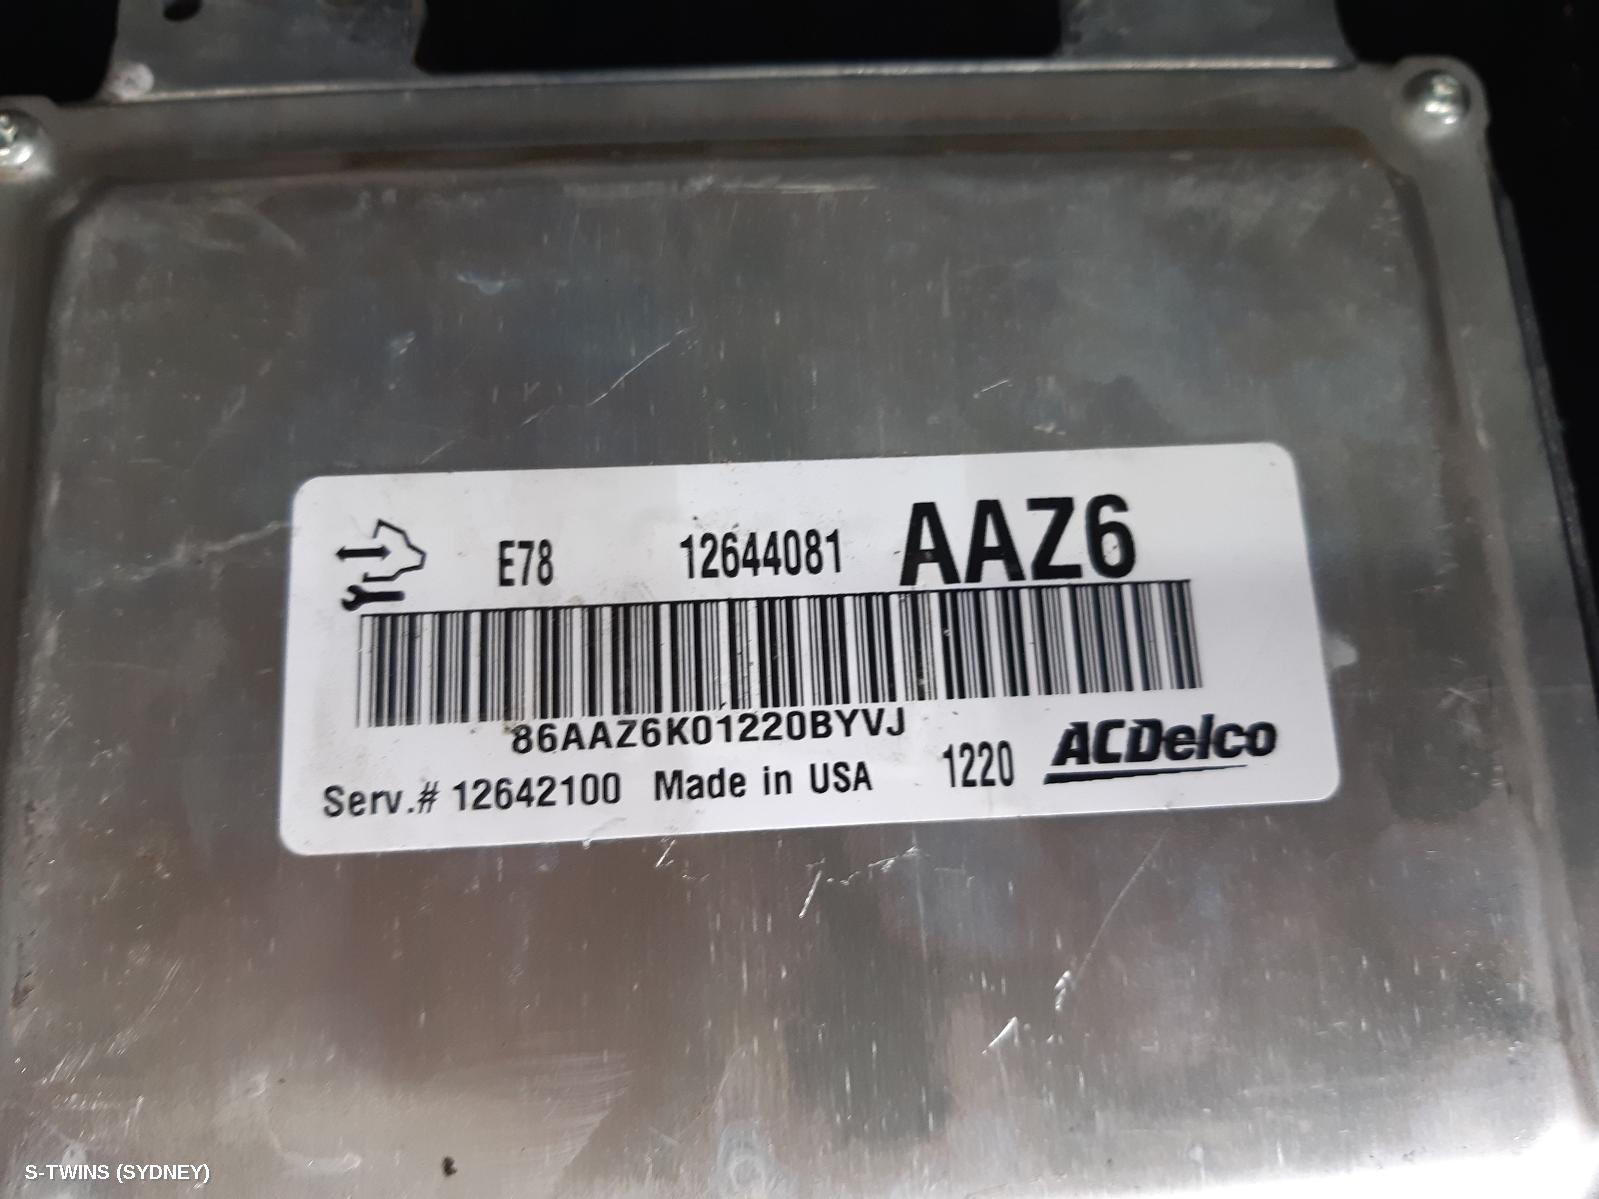 E78 12644081 AAZ6
86AAZ6K01220BYVJ
Serv.# 12642100 Made in USA 1220 ACDelco
S-TWINS (SYDNEY)